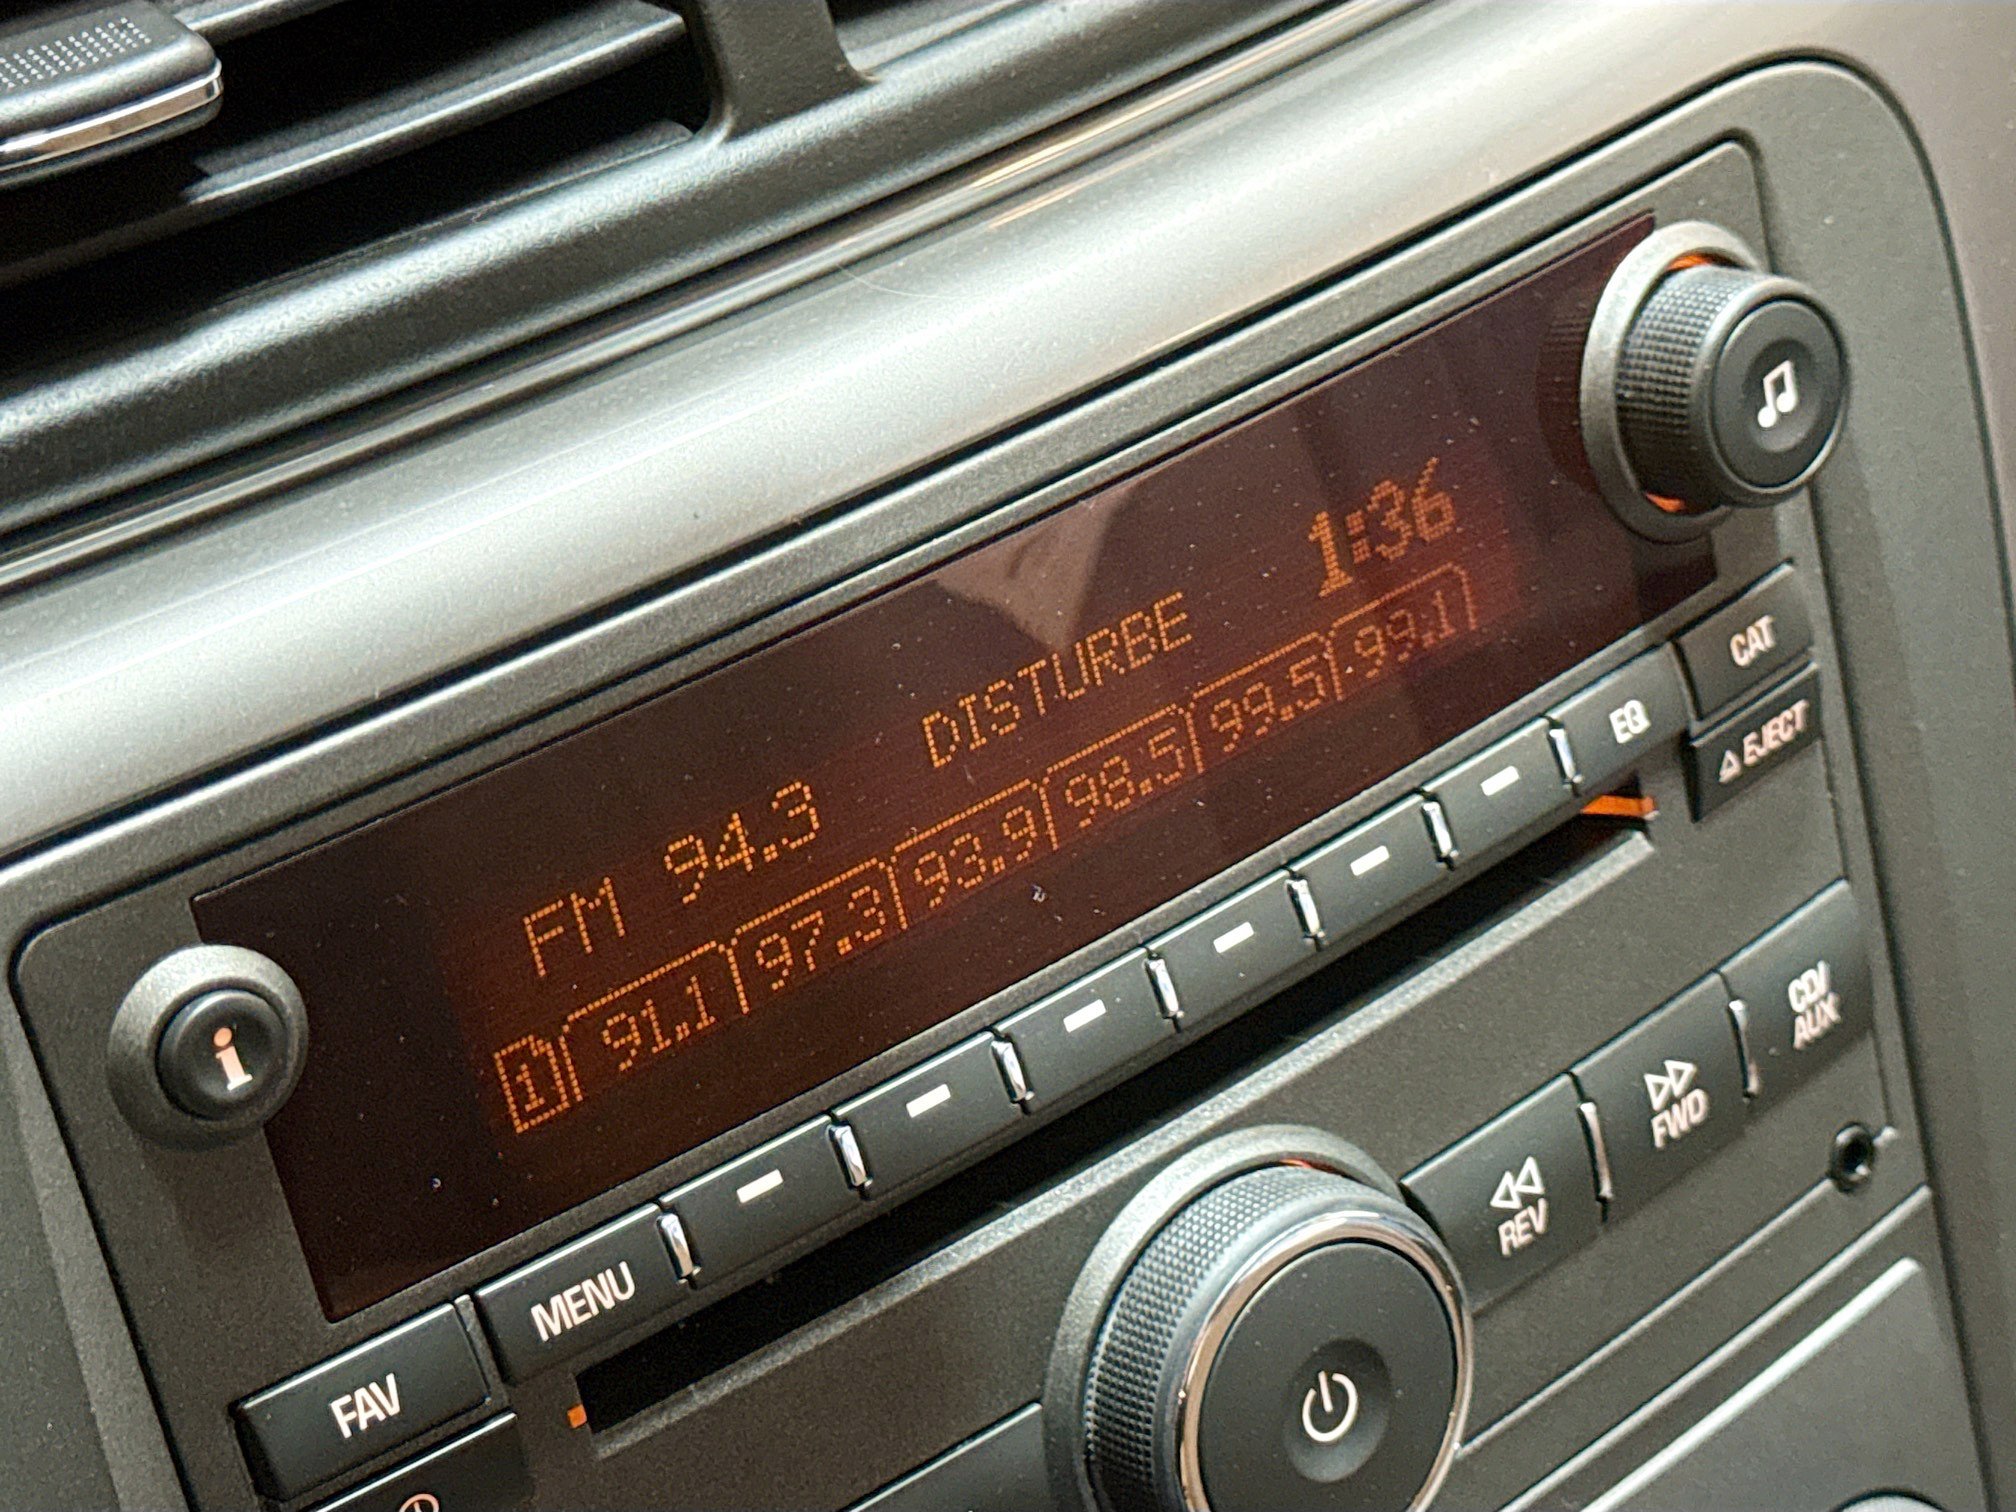 1:36
FM 94.3 DISTURBE
1 91.1 97.3 93.9 98.5 99.5 99.1
i
CAT
EJECT
FAV MENU EQ
REV FWD CD/
AUX